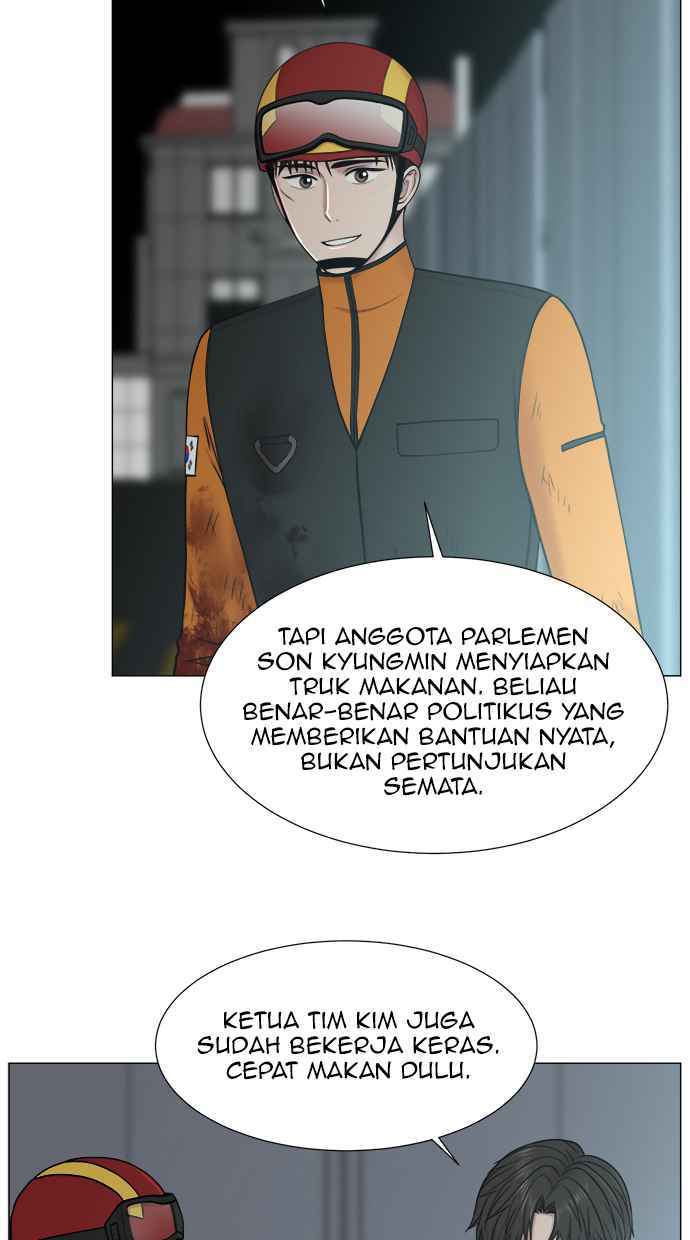 TAPI ANGGOTA PARLEMEN
SON KYUNGMIN MENYIAPKAN
TRUK MAKANAN. BELIAU
BENAR-BENAR POLITIKUS YANG
MEMBERIKAN BANTUAN NYATA,
BUKAN PERTUNJUKAN
SEMATA.
KETUA TIM KIM JUGA
SUDAH BEKERJA KERAS.
CEPAT MAKAN DULU.